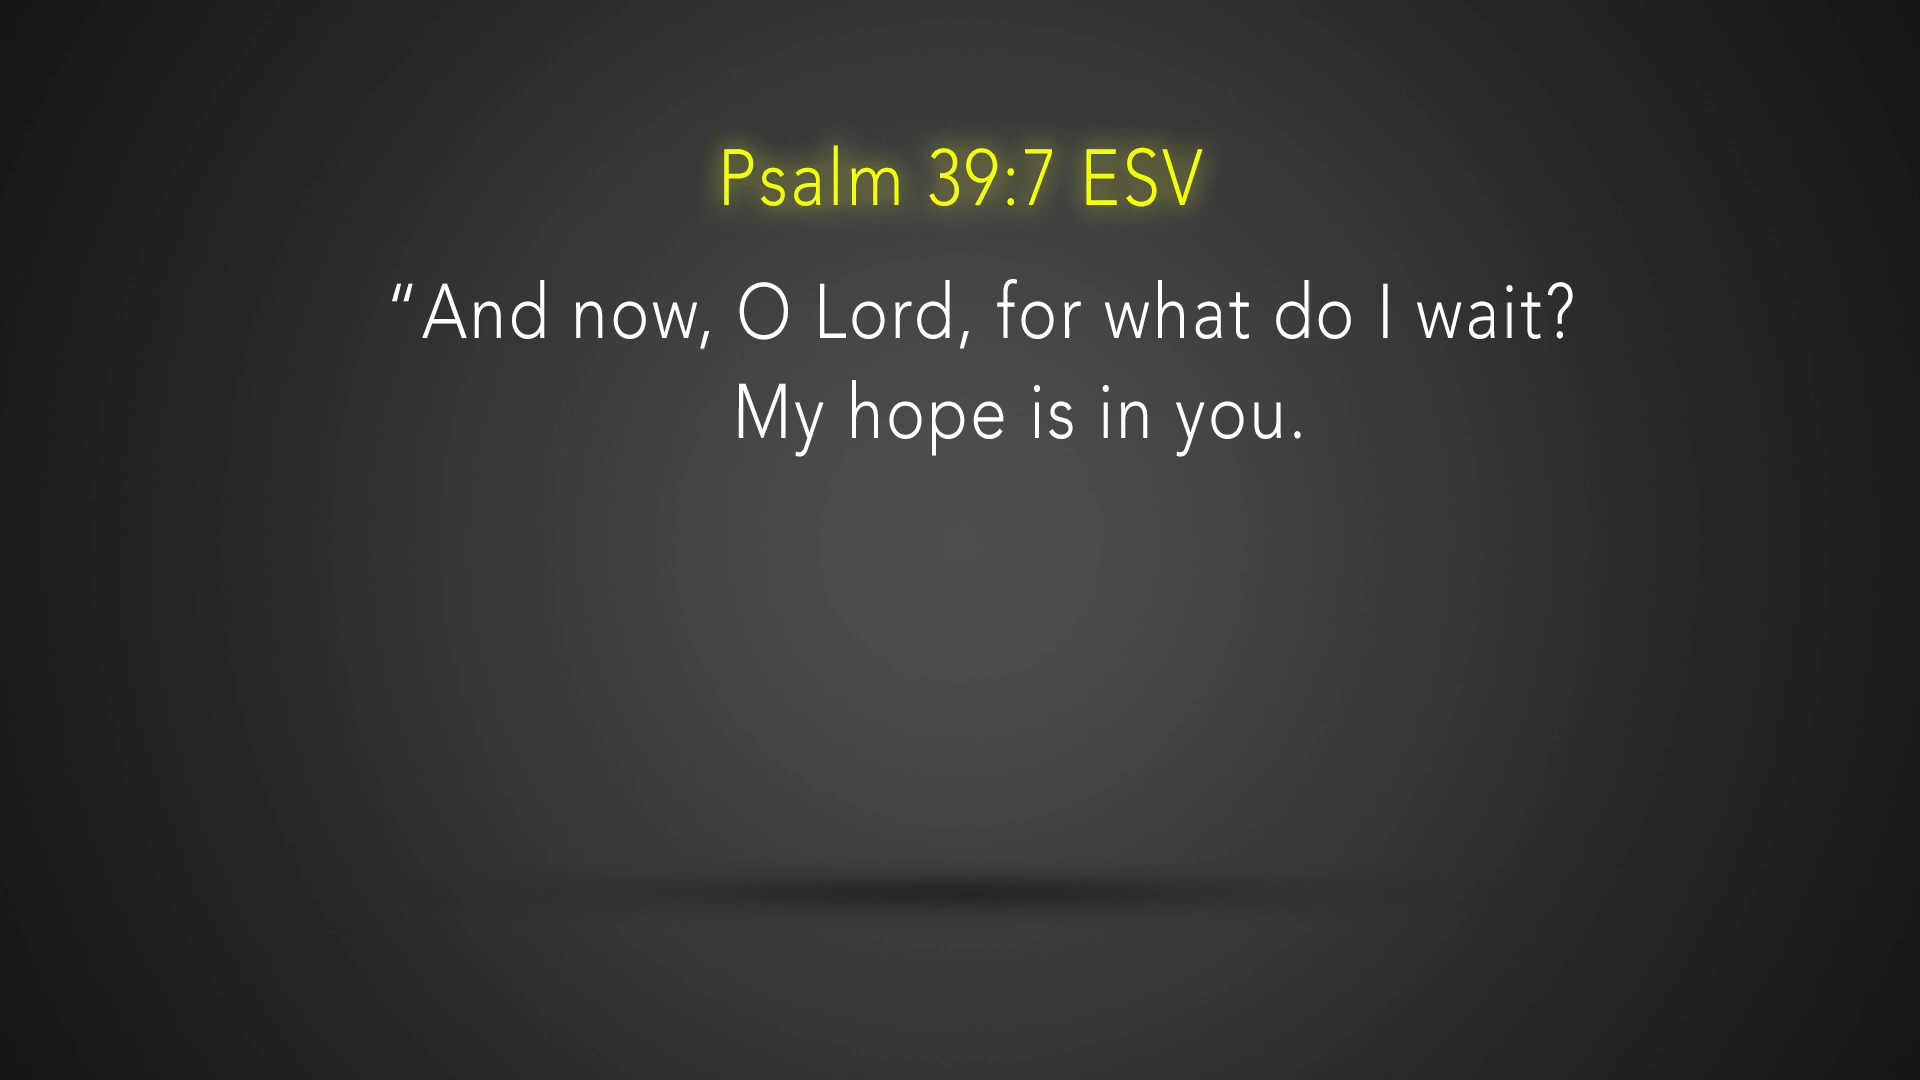 Psalm 39:7 ESV
“And now, O Lord, for what do I wait?
My hope is in you.